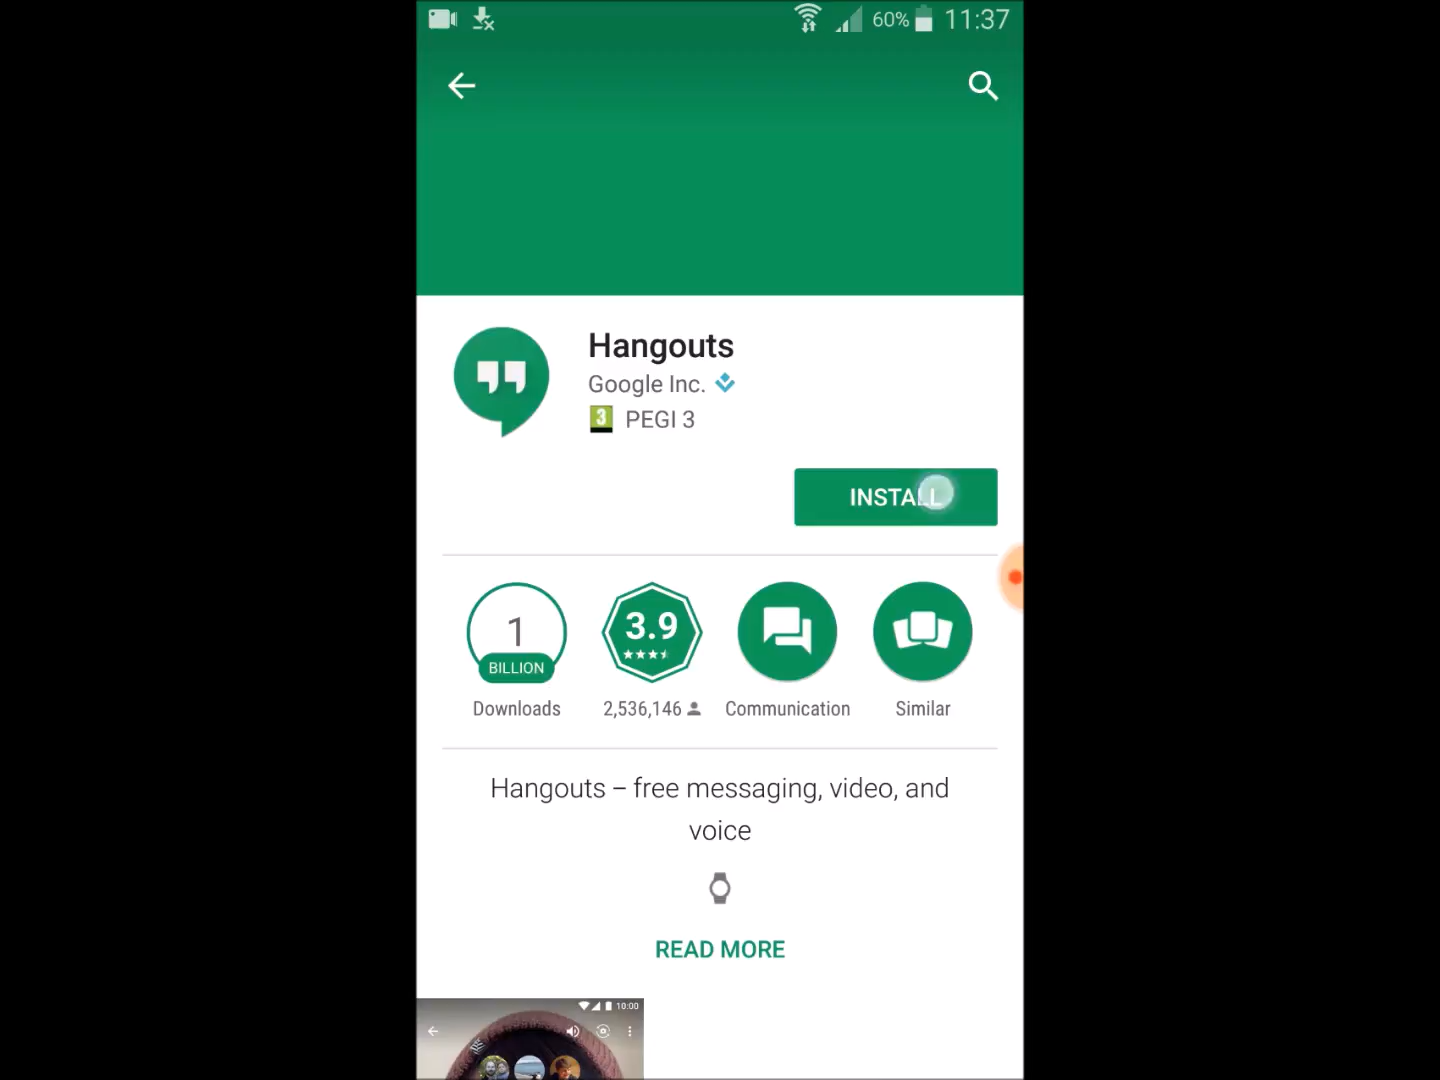 60% 11:37
Hangouts
Google Inc.
3 PEGI 3
INSTALL
1
BILLION
Downloads
3.9
2,536,146
Communication
Similar
Hangouts – free messaging, video, and
voice
READ MORE
10:00